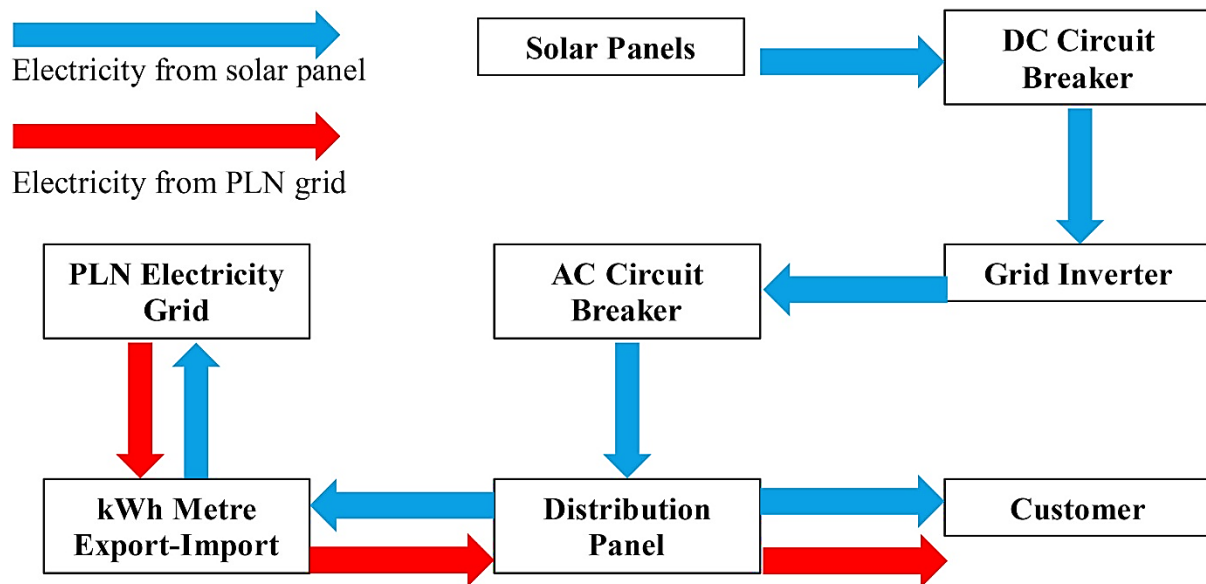 Electricity from solar panel
Electricity from PLN grid
Solar Panels
DC Circuit
Breaker
PLN Electricity
Grid
AC Circuit
Breaker
Grid Inverter
kWh Metre
Export-Import
Distribution
Panel
Customer